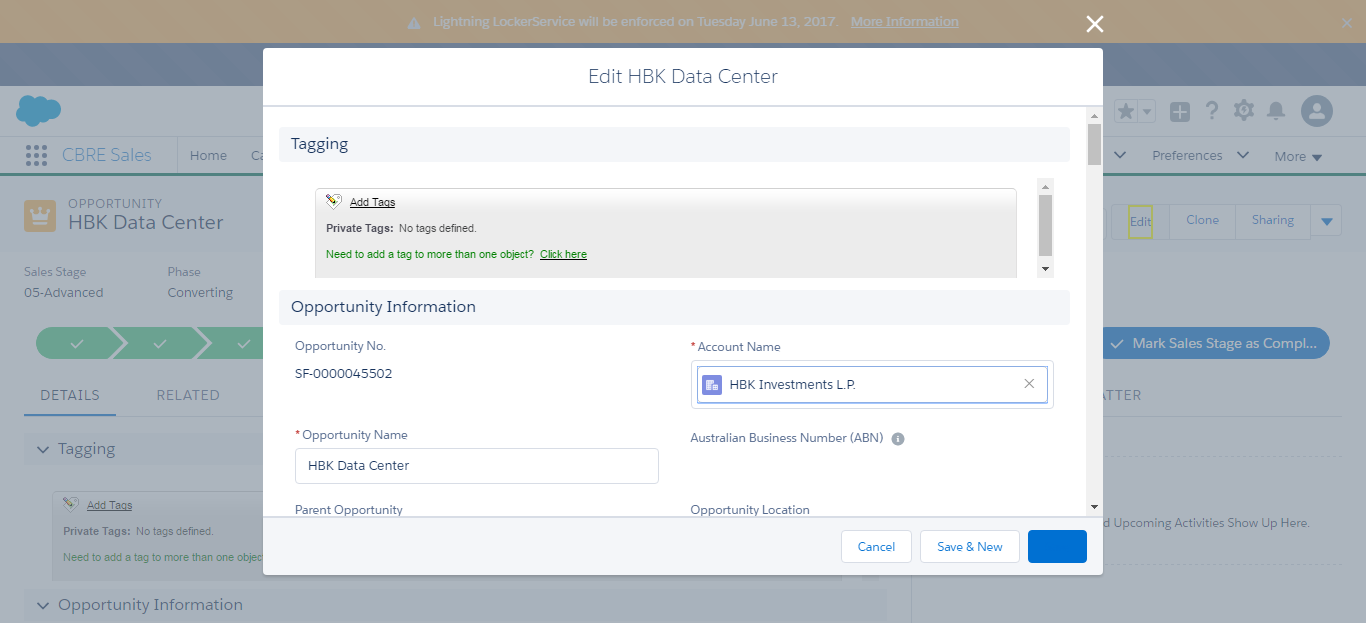 Lightning LockerService will be enforced on Tuesday June 13, 2017. More Information
Edit HBK Data Center
CBRE Sales
Home
Ca
Preferences
More
OPPORTUNITY
HBK Data Center
Edit
Clone
Sharing
Sales Stage
Phase
05-Advanced
Converting
Mark Sales Stage as Compl...
DETAILS
RELATED
ATTER
Tagging
Add Tags
Private Tags: No tags defined.
Need to add a tag to more than one objec
Opportunity Information
d Upcoming Activities Show Up Here.
Tagging
Add Tags
Private Tags: No tags defined.
Need to add a tag to more than one object? Click here
Opportunity Information
Opportunity No.
SF-0000045502
*Account Name
HBK Investments L.P.
*Opportunity Name
HBK Data Center
Australian Business Number (ABN)
Parent Opportunity
Opportunity Location
Cancel
Save & New